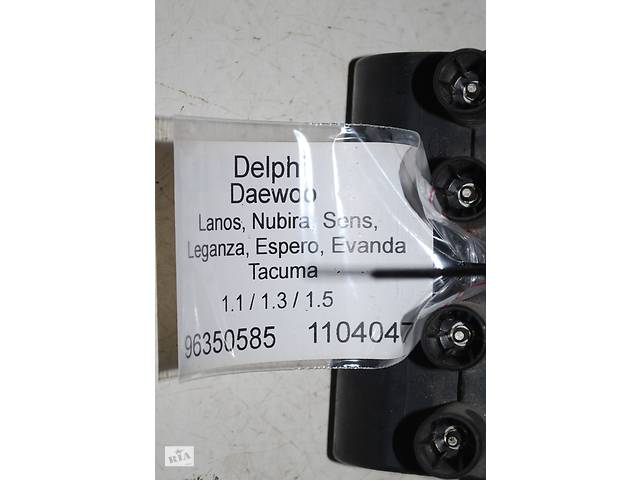 Delphi
Daewoo
Lanos, Nubira, Sens,
Leganza, Espero, Evanda
Tacuma
1.1 / 1.3 / 1.5
96350585 1104047
RIA